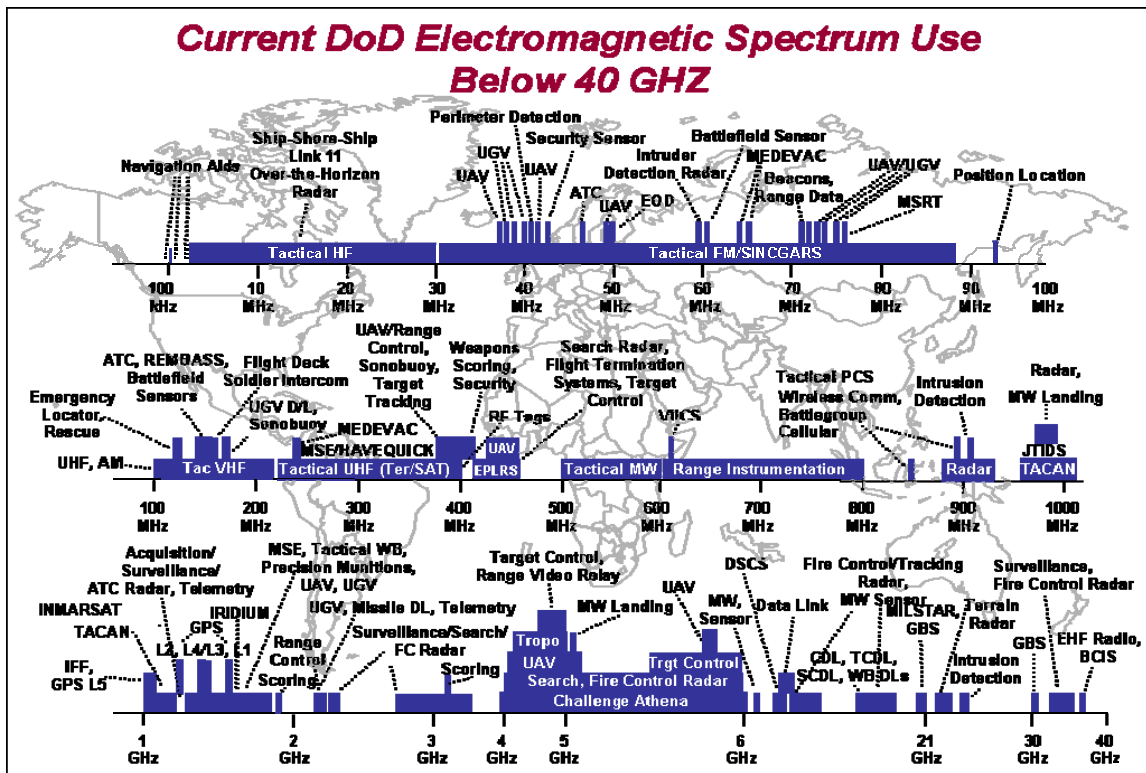 Current DoD Electromagnetic Spectrum Use
Below 40 GHZ
Navigation Aids
Ship-Shore-Ship
Link 11
Over-the-Horizon
Radar
Perimeter Detection
UGV
UAV
UAV
Security Sensor
ATC
UAV
EOD
Intruder
Detection Radar
Battlefield Sensor
MEDEVAC
Beacons,
Range Data
UAV/UGV
MSRT
Position Location
Tactical HF
Tactical FM/SINCGARS
100 10 20 30 40 50 60 70 80 90 100
kHz MHz MHz MHz MHz MHz MHz MHz MHz MHz MHz
Emergency
Locator,
Rescue
UHF, AM
ATC, REMBASS,
Battlefield
Sensors
Flight Deck
Soldier Intercom
UGV D/L,
Sonobuoy
MEDEVAC
UAV/Range
Control,
Sonobuoy,
Target
Tracking
Weapons
Scoring,
Security
RF Tags
Search Radar,
Flight Termination
Systems, Target
Control
VIICS
Tactical PCS
Wireless Comm,
Battlegroup
Cellular
Intrusion
Detection
Radar,
MW Landing
JTIDS
MSE/HAVEQUICK
UAV
Tac VHF
Tactical UHF (Ter/SAT)
EPLRS
Tactical MW
Range Instrumentation
Radar
TACAN
100 200 300 400 500 600 700 800 900 1000
MHz MHz MHz MHz MHz MHz MHz MHz MHz MHz
IFF,
GPS L5
TACAN
INMARSAT
Acquisition/
Surveillance/
ATC Radar, Telemetry
IRIDIUM
GPS
L2, L4/L3, L1
Range
Control
Scoring
MSE, Tactical WB,
Precision Munitions,
UAV, UGV
UGV, Missile DL, Telemetry
Surveillance/Search/
FC Radar
Scoring
Target Control,
Range Video Relay
MW Landing
UAV
MW,
Sensor
DSCS
Data Link
Fire Control/Tracking
Radar,
MW Sensor
CDL, TCDL,
SCDL, WB DLs
MILSTAR,
GBS
Terrain
Radar
Intrusion
Detection
GBS
Surveillance,
Fire Control Radar
EHF Radio,
BCIS
Tropo
UAV
Trgt Control
Search, Fire Control Radar
Challenge Athena
1 2 3 4 5 6 21 30 40
GHz GHz GHz GHz GHz GHz GHz GHz GHz